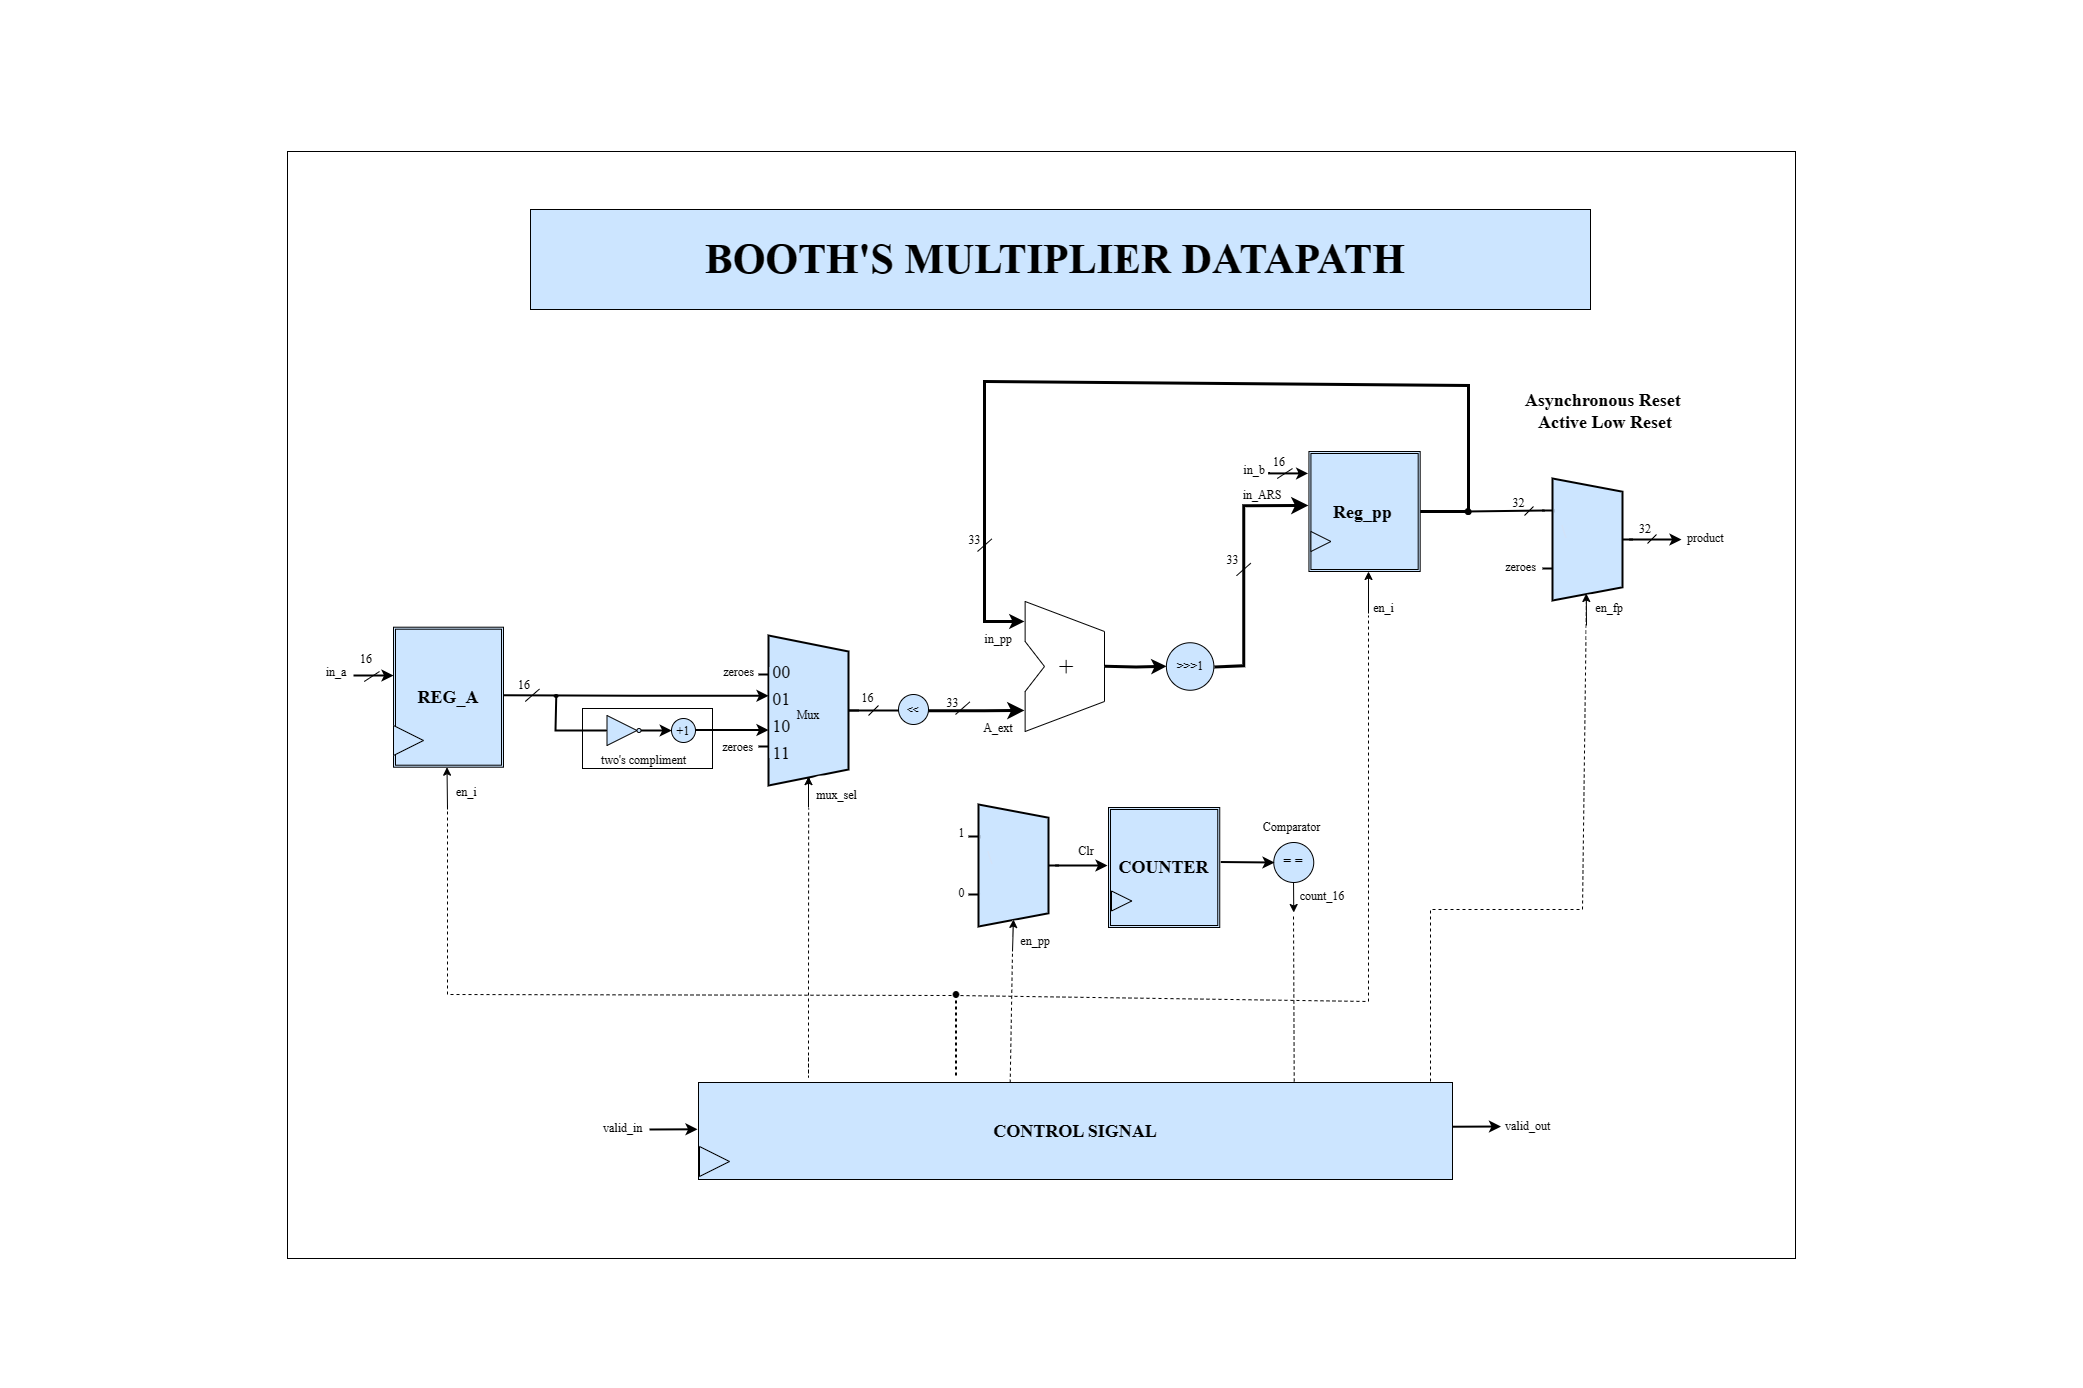 BOOTH'S MULTIPLIER DATAPATH
Asynchronous Reset
Active Low Reset
in_b
16
in_ARS
Reg_pp
32
32
product
zeroes
33
33
en_i
en_fp
in_pp
in_a
16
REG_A
16
zeroes
00
01
Mux
10
11
zeroes
+1
two's compliment
16
<<
33
A_ext
+
>>>1
en_i
mux_sel
1
0
Clr
COUNTER
Comparator
= =
count_16
en_pp
valid_in
CONTROL SIGNAL
valid_out